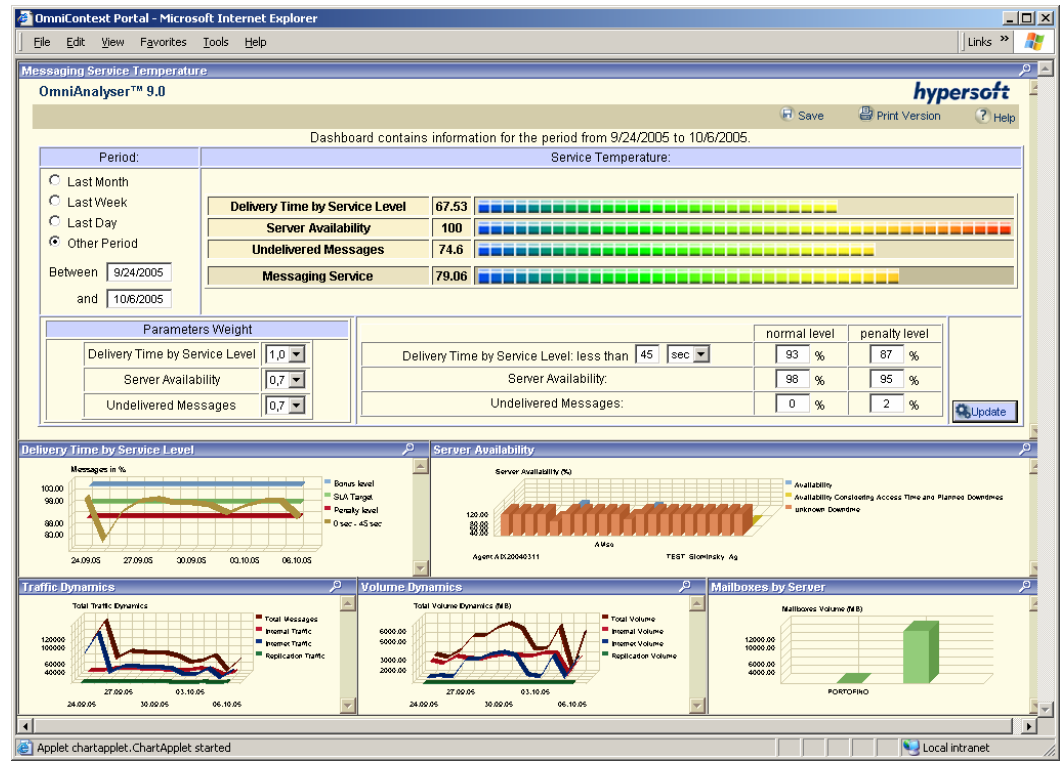 OmniContext Portal - Microsoft Internet Explorer
File Edit View Favorites Tools Help Links »
Messaging Service Temperature
OmniAnalyser™ 9.0
hypersoft
Save Print Version Help
Dashboard contains information for the period from 9/24/2005 to 10/6/2005.
Period: Service Temperature:
Last Month
Last Week
Last Day
Other Period
Between 9/24/2005
and 10/6/2005
Delivery Time by Service Level 67.53
Server Availability 100
Undelivered Messages 74.6
Messaging Service 79.06
Parameters Weight
Delivery Time by Service Level 1,0
Server Availability 0,7
Undelivered Messages 0,7
normal level penalty level
Delivery Time by Service Level: less than 45 sec 93 % 87 %
Server Availability: 98 % 95 %
Undelivered Messages: 0 % 2 %
Update
Delivery Time by Service Level
Messages in %
100.00
98.00
88.00
80.00
24.09.05 27.09.05 30.09.05 03.10.05 06.10.05
Bonus level
SLA Target
Penalty level
0 sec - 45 sec
Server Availability
Server Availability (%)
120.00
40.00
Agent AIX20040311
TEST Slominsky Ag
Availability
Availability Considering Access Time and Planned Downtimes
unknown Downtime
Traffic Dynamics
Total Traffic Dynamics
120000
100000
60000
40000
27.09.05 03.10.05
24.09.05 30.09.05 06.10.05
Total Messages
Internal Traffic
Internet Traffic
Replication Traffic
Volume Dynamics
Total Volume Dynamics (MB)
6000.00
5000.00
3000.00
2000.00
27.09.05 03.10.05
24.09.05 30.09.05 06.10.05
Total Volume
Internal Volume
Internet Volume
Replication Volume
Mailboxes by Server
Mailboxes Volume (MB)
12000.00
10000.00
6000.00
4000.00
PORTOFINO
Applet chartapplet.ChartApplet started
Local intranet